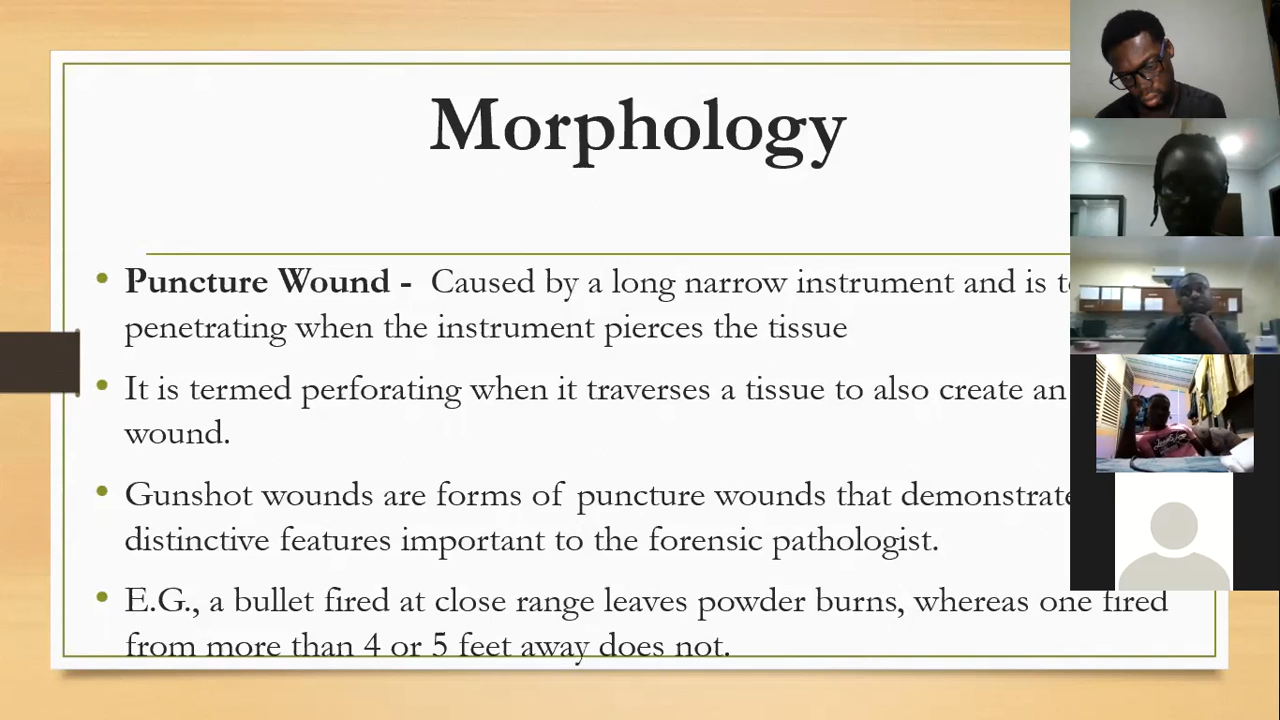 Morphology
• Puncture Wound - Caused by a long narrow instrument and is
penetrating when the instrument pierces the tissue
• It is termed perforating when it traverses a tissue to also create an
wound.
• Gunshot wounds are forms of puncture wounds that demonstrate
distinctive features important to the forensic pathologist.
• E.G., a bullet fired at close range leaves powder burns, whereas one fired
from more than 4 or 5 feet away does not.